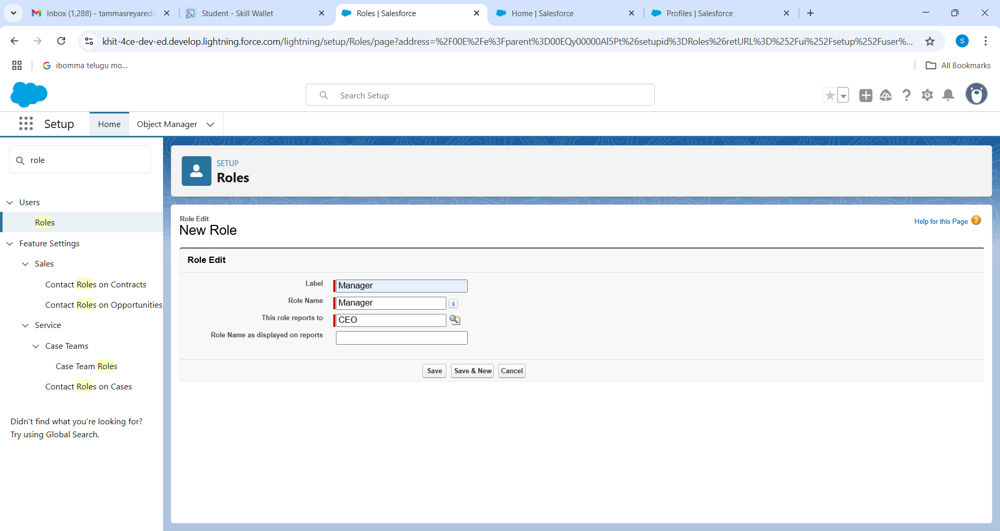 Inbox (1,288) - tammasreyaredd
Student - Skill Wallet
Roles | Salesforce
Home | Salesforce
Profiles | Salesforce
khit-4ce-dev-ed.develop.lightning.force.com/lightning/setup/Roles/page?address=%2F00E%2Fe%3Fparent%3D00EQy00000Al5Pt%26setupid%3DRoles%26retURL%3D%252Fui%252Fsetup%252Fuser%...
S
ibomma telugu mo...
All Bookmarks
Search Setup
Setup
Home
Object Manager
role
SETUP
Roles
Users
Roles
Feature Settings
Sales
Contact Roles on Contracts
Contact Roles on Opportunities
Service
Case Teams
Case Team Roles
Contact Roles on Cases
Didn't find what you're looking for?
Try using Global Search.
Role Edit
New Role
Help for this Page ?
Role Edit
Label
Manager
Role Name
Manager
i
This role reports to
CEO
Role Name as displayed on reports
Save
Save & New
Cancel